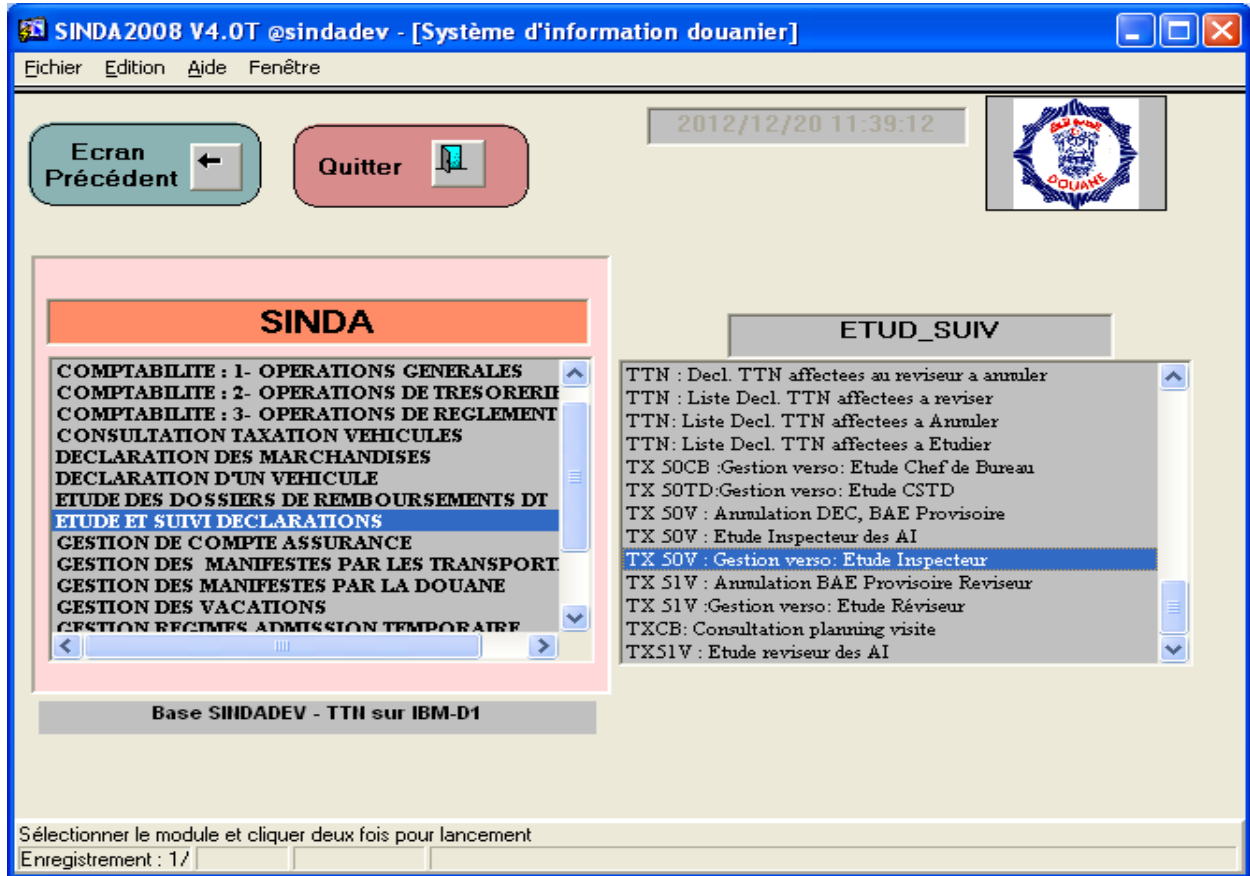 SINDA2008 V4.0T @sindadev - [Système d'information douanier]
Fichier Edition Aide Fenêtre
Ecran
Précédent
Quitter
2012/12/20 11:39:12
DOUANE
SINDA
COMPTABILITE : 1- OPERATIONS GENERALES
COMPTABILITE : 2- OPERATIONS DE TRESORERIE
COMPTABILITE : 3- OPERATIONS DE REGLEMENT
CONSULTATION TAXATION VEHICULES
DECLARATION DES MARCHANDISES
DECLARATION D'UN VEHICULE
ETUDE DES DOSSIERS DE REMBOURSEMENTS DT
ETUDE ET SUIVI DECLARATIONS
GESTION DE COMPTE ASSURANCE
GESTION DES MANIFESTES PAR LES TRANSPORT.
GESTION DES MANIFESTES PAR LA DOUANE
GESTION DES VACATIONS
GESTION REGIMES ADMISSION TEMPORAIRE
ETUD_SUIV
TTN : Decl. TTN affectees au reviseur a annuler
TTN : Liste Decl. TTN affectees a reviser
TTN: Liste Decl. TTN affectees a Annuler
TTN: Liste Decl. TTN affectees a Etudier
TX 50CB :Gestion verso: Etude Chef de Bureau
TX 50TD:Gestion verso: Etude CSTD
TX 50V : Annulation DEC, BAE Provisoire
TX 50V : Etude Inspecteur des AI
TX 50V : Gestion verso: Etude Inspecteur
TX 51V : Annulation BAE Provisoire Reviseur
TX 51V :Gestion verso: Etude Réviseur
TXCB: Consultation planning visite
TX51V : Etude reviseur des AI
Base SINDADEV - TTN sur IBM-D1
Sélectionner le module et cliquer deux fois pour lancement
Enregistrement : 1/